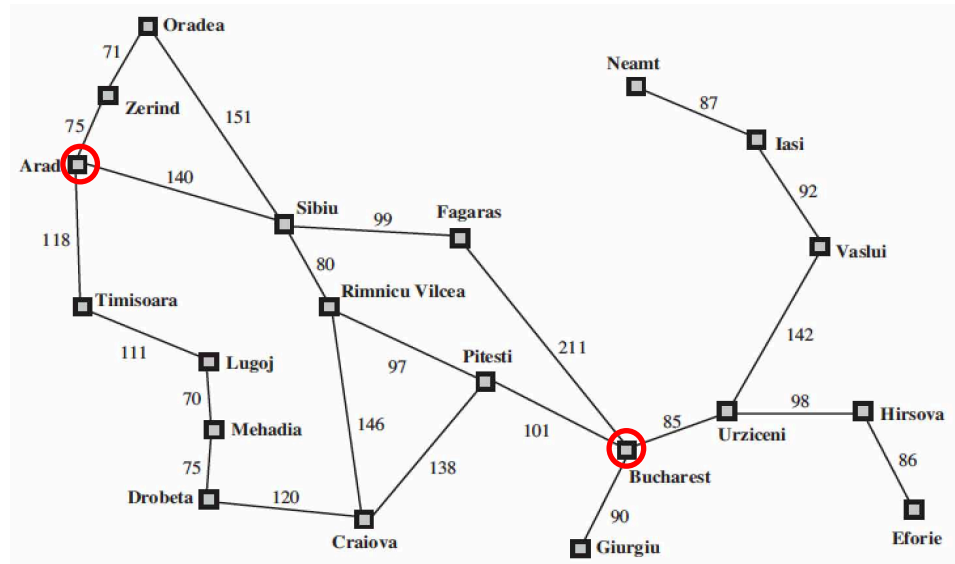 Oradea
71
Neamt
87
Zerind
151
75
Iasi
Arad
140
92
Sibiu
99
Fagaras
118
80
Vaslui
Timisoara
Rimnicu Vilcea
142
111
Lugoj
97
Pitesti
211
70
98
Hirsova
Mehadia
146
101
85
Urziceni
75
138
86
Bucharest
Drobeta
120
90
Craiova
Giurgiu
Eforie